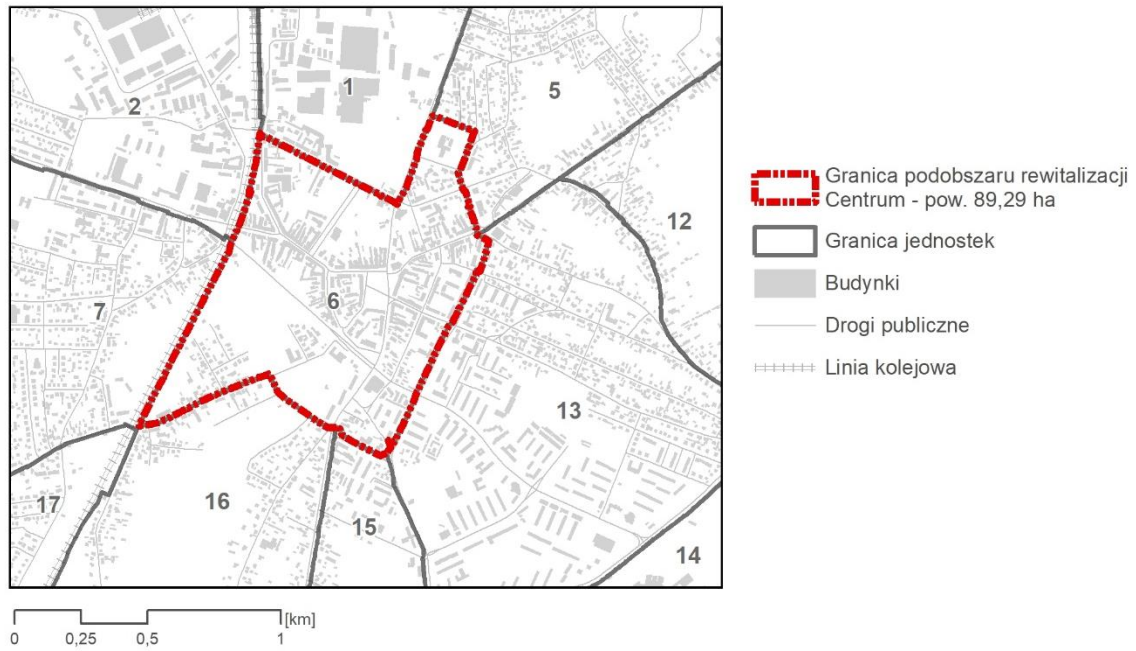 1
2
5
12
6
7
13
16
17
15
14
Granica podobszaru rewitalizacji
Centrum - pow. 89,29 ha
Granica jednostek
Budynki
Drogi publiczne
Linia kolejowa
[km]
0 0,25 0,5 1